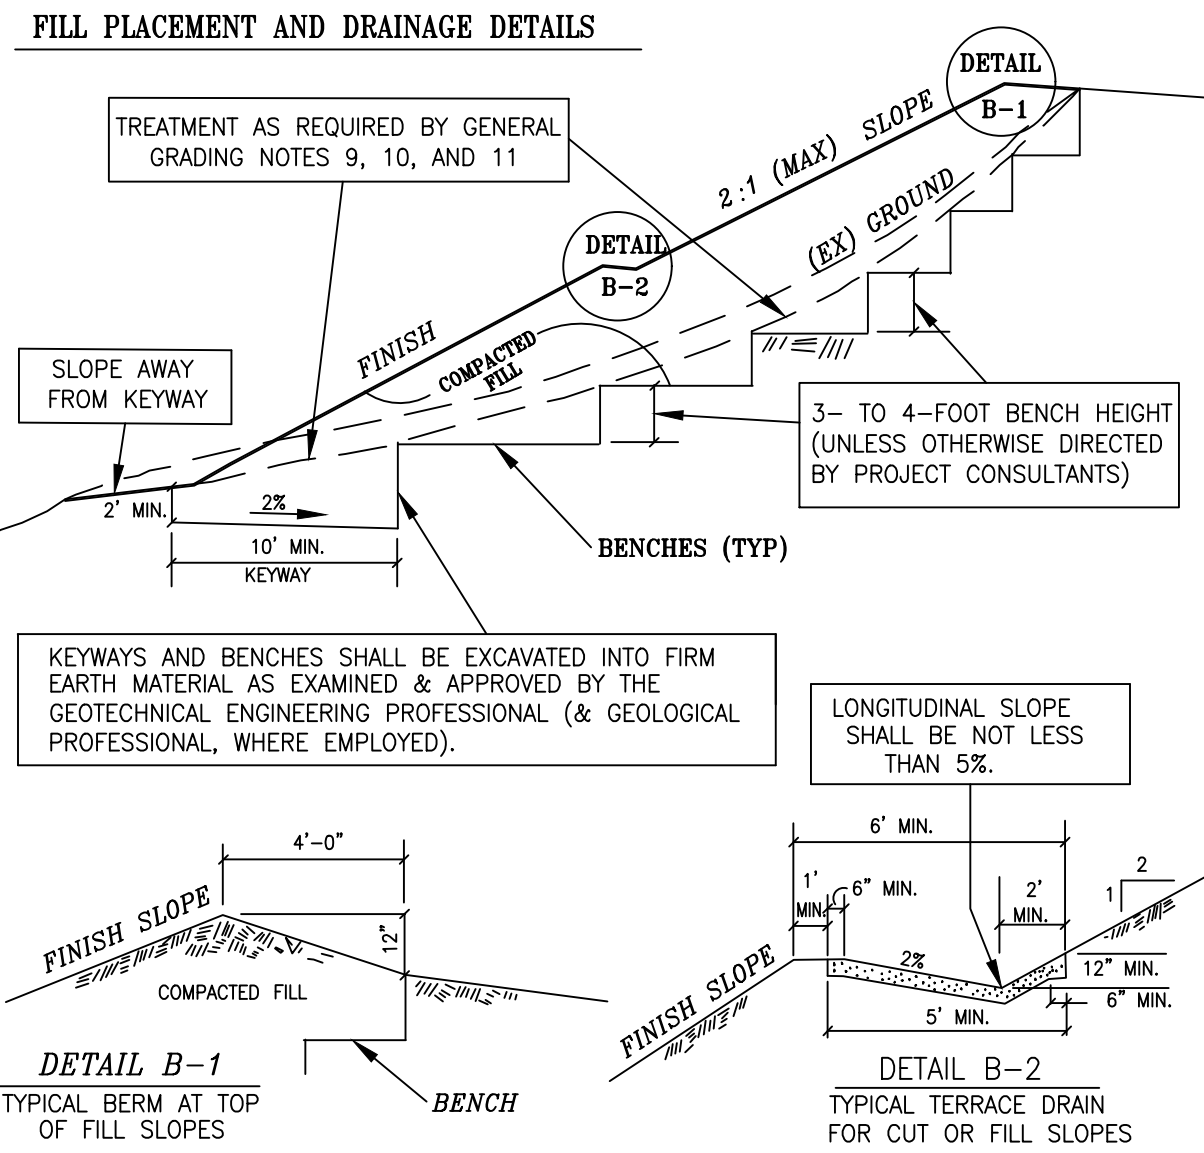 FILL PLACEMENT AND DRAINAGE DETAILS
DETAIL
B-1
TREATMENT AS REQUIRED BY GENERAL
GRADING NOTES 9, 10, AND 11
2:1 (MAX) SLOPE
(EX) GROUND
DETAIL
B-2
FINISH
COMPACTED
FILL
SLOPE AWAY
FROM KEYWAY
3- TO 4-FOOT BENCH HEIGHT
(UNLESS OTHERWISE DIRECTED
BY PROJECT CONSULTANTS)
2' MIN.
2%
10' MIN.
KEYWAY
BENCHES (TYP)
KEYWAYS AND BENCHES SHALL BE EXCAVATED INTO FIRM
EARTH MATERIAL AS EXAMINED & APPROVED BY THE
GEOTECHNICAL ENGINEERING PROFESSIONAL (& GEOLOGICAL
PROFESSIONAL, WHERE EMPLOYED).
LONGITUDINAL SLOPE
SHALL BE NOT LESS
THAN 5%.
4'-0"
FINISH SLOPE
12"
COMPACTED FILL
DETAIL B-1
TYPICAL BERM AT TOP
OF FILL SLOPES
BENCH
6' MIN.
1'
MIN.
6" MIN.
2'
MIN.
2
1
2%
12" MIN.
6" MIN.
5' MIN.
FINISH SLOPE
DETAIL B-2
TYPICAL TERRACE DRAIN
FOR CUT OR FILL SLOPES